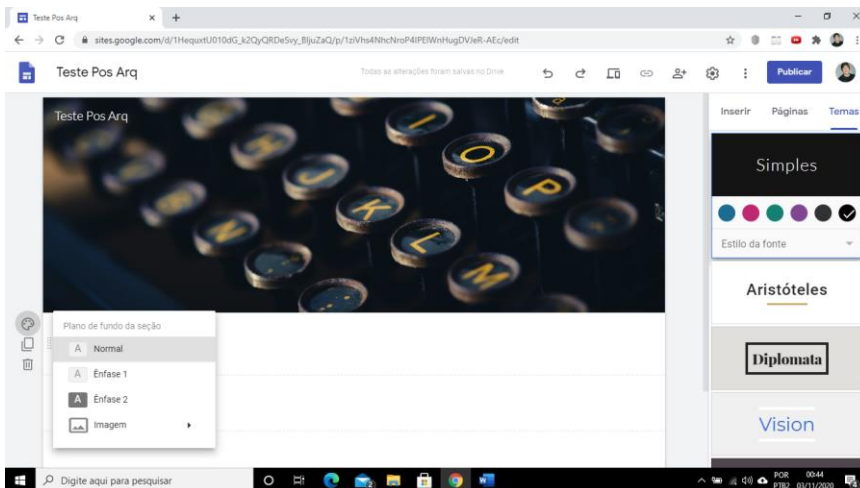 Teste Pos Arq
sites.google.com/d/1HequxtU010dG_k2QyQRDeSvy_BljuZaQ/p/1ziVhs4NhcNroP4IPElWnHugDVJeR-AEc/edit
Teste Pos Arq
Todas as alterações foram salvas no Drive
Publicar
Teste Pos Arq
I
O
J
P
H
K
N
L
M
Inserir Páginas Temas
Simples
Estilo da fonte
Aristóteles
Diplomata
Vision
Plano de fundo da seção
A Normal
A Ênfase 1
A Ênfase 2
Imagem
Digite aqui para pesquisar
POR 00:44
PTB2 03/11/2020